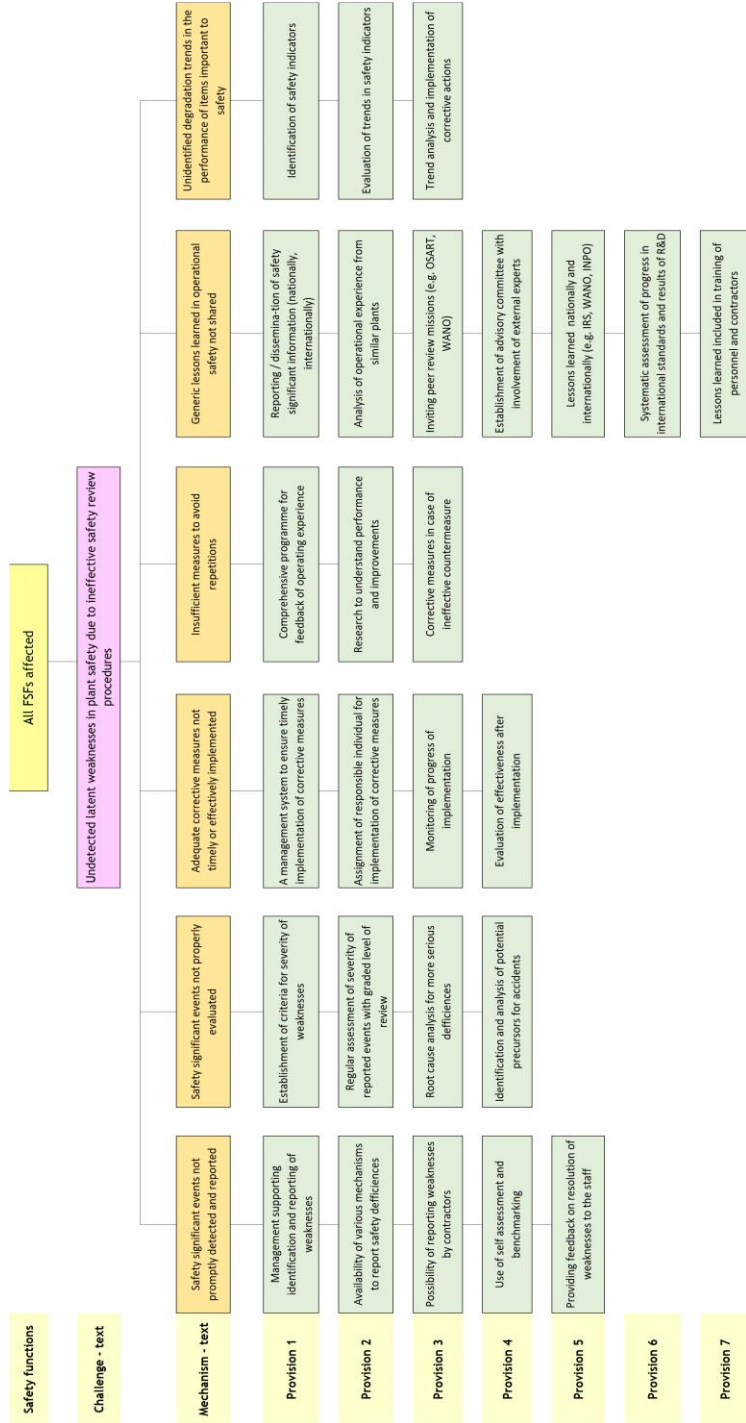 Safety functions
All FSFs affected
Challenge - text
Undetected latent weaknesses in plant safety due to ineffective safety review
procedures
Mechanism - text
Safety significant events not
promptly detected and reported
Safety significant events not properly
evaluated
Adequate corrective measures not
timely or effectively implemented
Insufficient measures to avoid
repetitions
Generic lessons learned in operational
safety not shared
Unidentified degradation trends in the
performance of items important to
safety
Provision 1
Management supporting
identification and reporting of
weaknesses
Establishment of criteria for severity of
weaknesses
A management system to ensure timely
implementation of corrective measures
Comprehensive programme for
feedback of operating experience
Reporting / dissemina-tion of safety
significant information (nationally,
internationally)
Identification of safety indicators
Provision 2
Availability of various mechanisms
to report safety defficiences
Regular assessment of severity of
reported events with graded level of
review
Assignment of responsible individual for
implementation of corrective measures
Research to understand performance
and improvements
Analysis of operational experience from
similar plants
Evaluation of trends in safety indicators
Provision 3
Possibility of reporting weaknesses
by contractors
Root cause analysis for more serious
defficiences
Monitoring of progress of
implementation
Corrective measures in case of
ineffective countermeasure
Inviting peer review missions (e.g. OSART,
WANO)
Trend analysis and implementation of
corrective actions
Provision 4
Use of self assessment and
benchmarking
Identification and analysis of potential
precursors for accidents
Evaluation of effectiveness after
implementation
Establishment of advisory committee with
involvement of external experts
Provision 5
Providing feedback on resolution of
weaknesses to the staff
Lessons learned nationally and
internationally (e.g. IRS, WANO, INPO)
Provision 6
Systematic assessment of progress in
international standards and results of R&D
Provision 7
Lessons learned included in training of
personnel and contractors